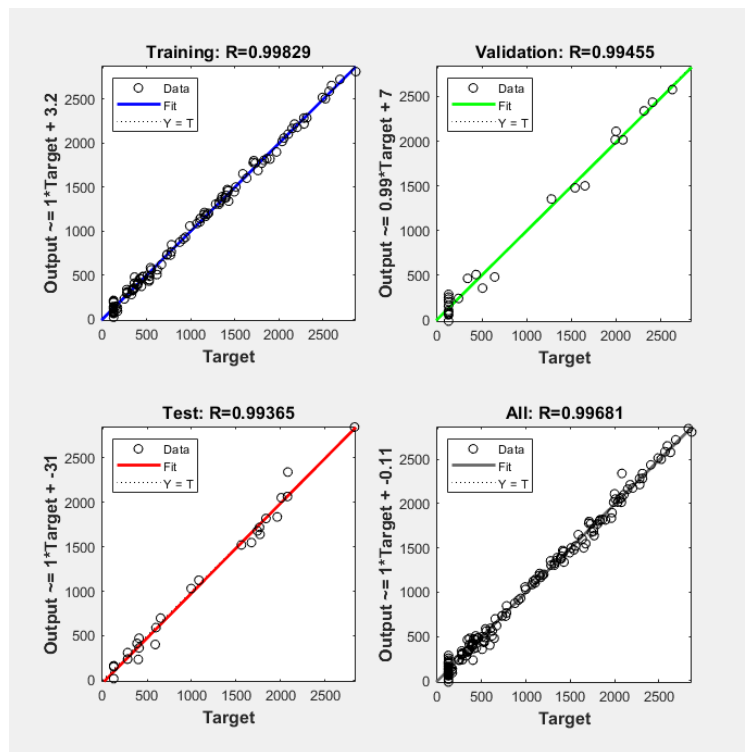 Training: R=0.99829
Output ~= 1*Target + 3.2
2500
2000
1500
1000
500
0
Data
Fit
Y = T
0 500 1000 1500 2000 2500
Target
Validation: R=0.99455
Output ~= 0.99*Target + 7
2500
2000
1500
1000
500
0
Data
Fit
Y = T
0 500 1000 1500 2000 2500
Target
Test: R=0.99365
Output ~= 1*Target + -31
2500
2000
1500
1000
500
0
Data
Fit
Y = T
0 500 1000 1500 2000 2500
Target
All: R=0.99681
Output ~= 1*Target + -0.11
2500
2000
1500
1000
500
0
Data
Fit
Y = T
0 500 1000 1500 2000 2500
Target